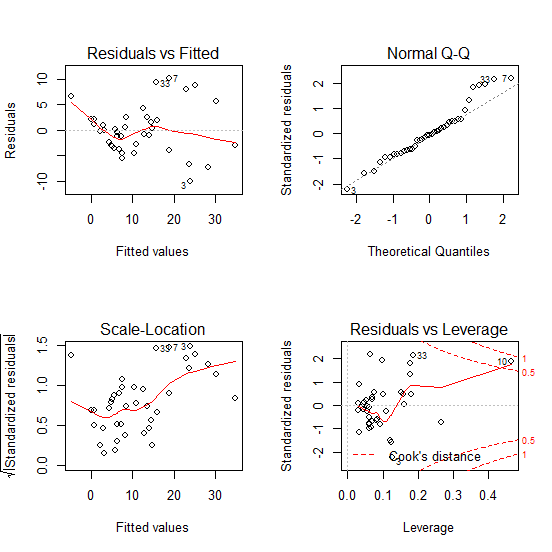 Residuals vs Fitted
Residuals
-10 0 5 10
33 7
3
0 10 20 30
Fitted values
Normal Q-Q
Standardized residuals
-2 -1 0 1 2
33 7
3
-2 -1 0 1 2
Theoretical Quantiles
Scale-Location
√|Standardized residuals|
0.0 0.5 1.0 1.5
33 7 3
0 10 20 30
Fitted values
Residuals vs Leverage
Standardized residuals
-2 -1 0 1 2
33
10
3
1
0.5
0.5
1
Cook's distance
0.0 0.1 0.2 0.3 0.4
Leverage